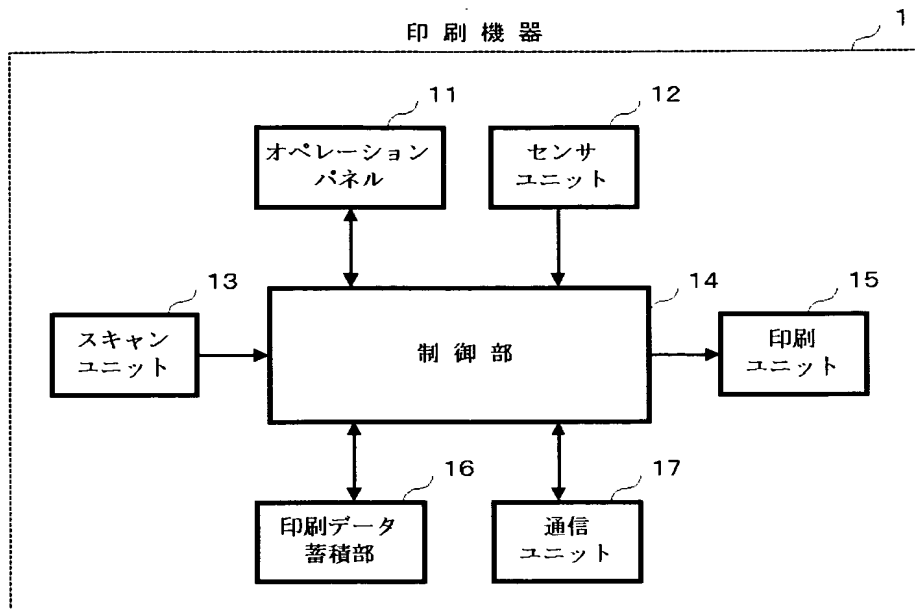 印刷機器
1
11
12
オペレーション
パネル
センサ
ユニット
13
14
15
スキャン
ユニット
制御部
印刷
ユニット
16
17
印刷データ
蓄積部
通信
ユニット